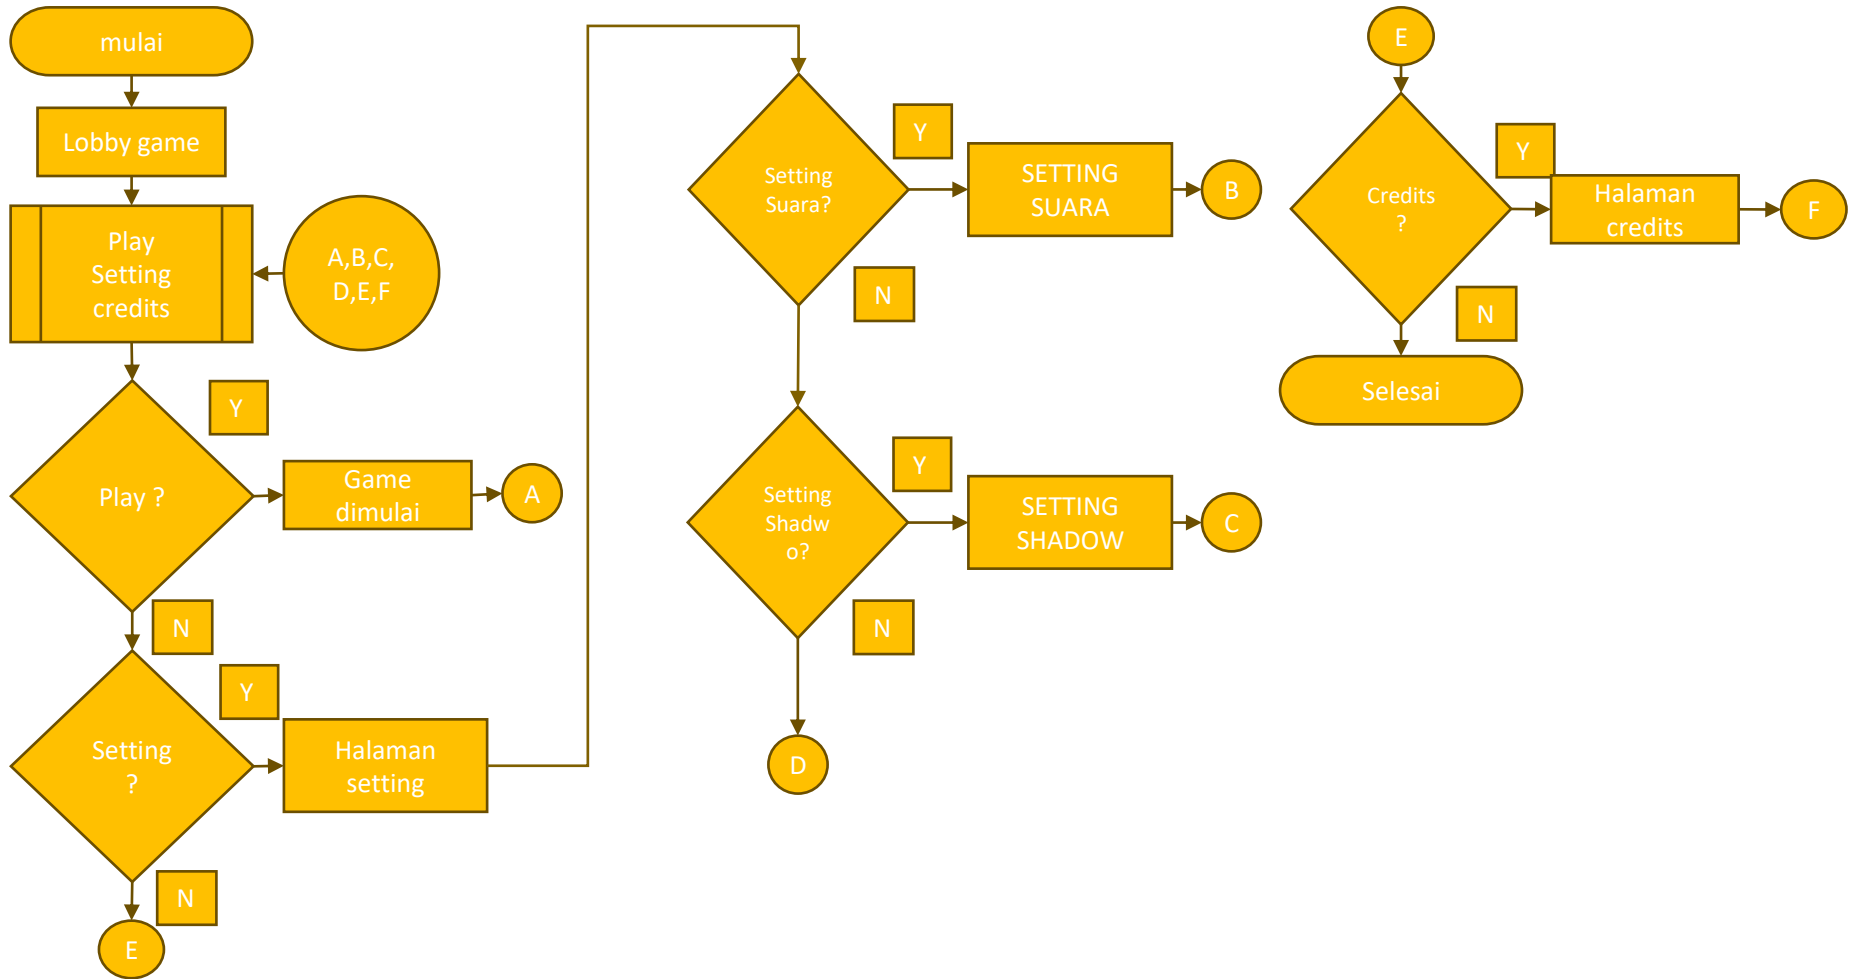 mulai
Lobby game
Play
Setting
credits
A,B,C,
D,E,F
Play ?
Y
Game
dimulai
A
N
Setting
?
Y
Halaman
setting
N
E
Setting
Suara?
Y
SETTING
SUARA
B
N
Setting
Shadw
o?
Y
SETTING
SHADOW
C
N
D
E
Credits
?
Y
Halaman
credits
F
N
Selesai